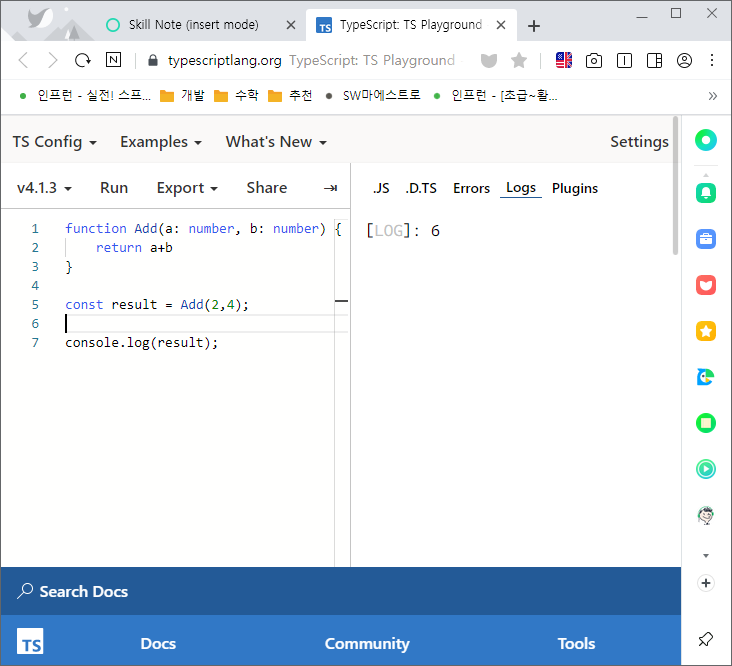 Skill Note (insert mode)
TS TypeScript: TS Playground
N typescriptlang.org TypeScript: TS Playground
인프런 - 실전! 스프... 개발 수학 추천 SW마에스트로 인프런 - [초급~활...
TS Config Examples What's New Settings
v4.1.3 Run Export Share
.JS .D.TS Errors Logs Plugins
1 function Add(a: number, b: number) {
2 return a+b
3 }
4
5 const result = Add(2,4);
6
7 console.log(result);
[LOG]: 6
Search Docs
TS Docs Community Tools